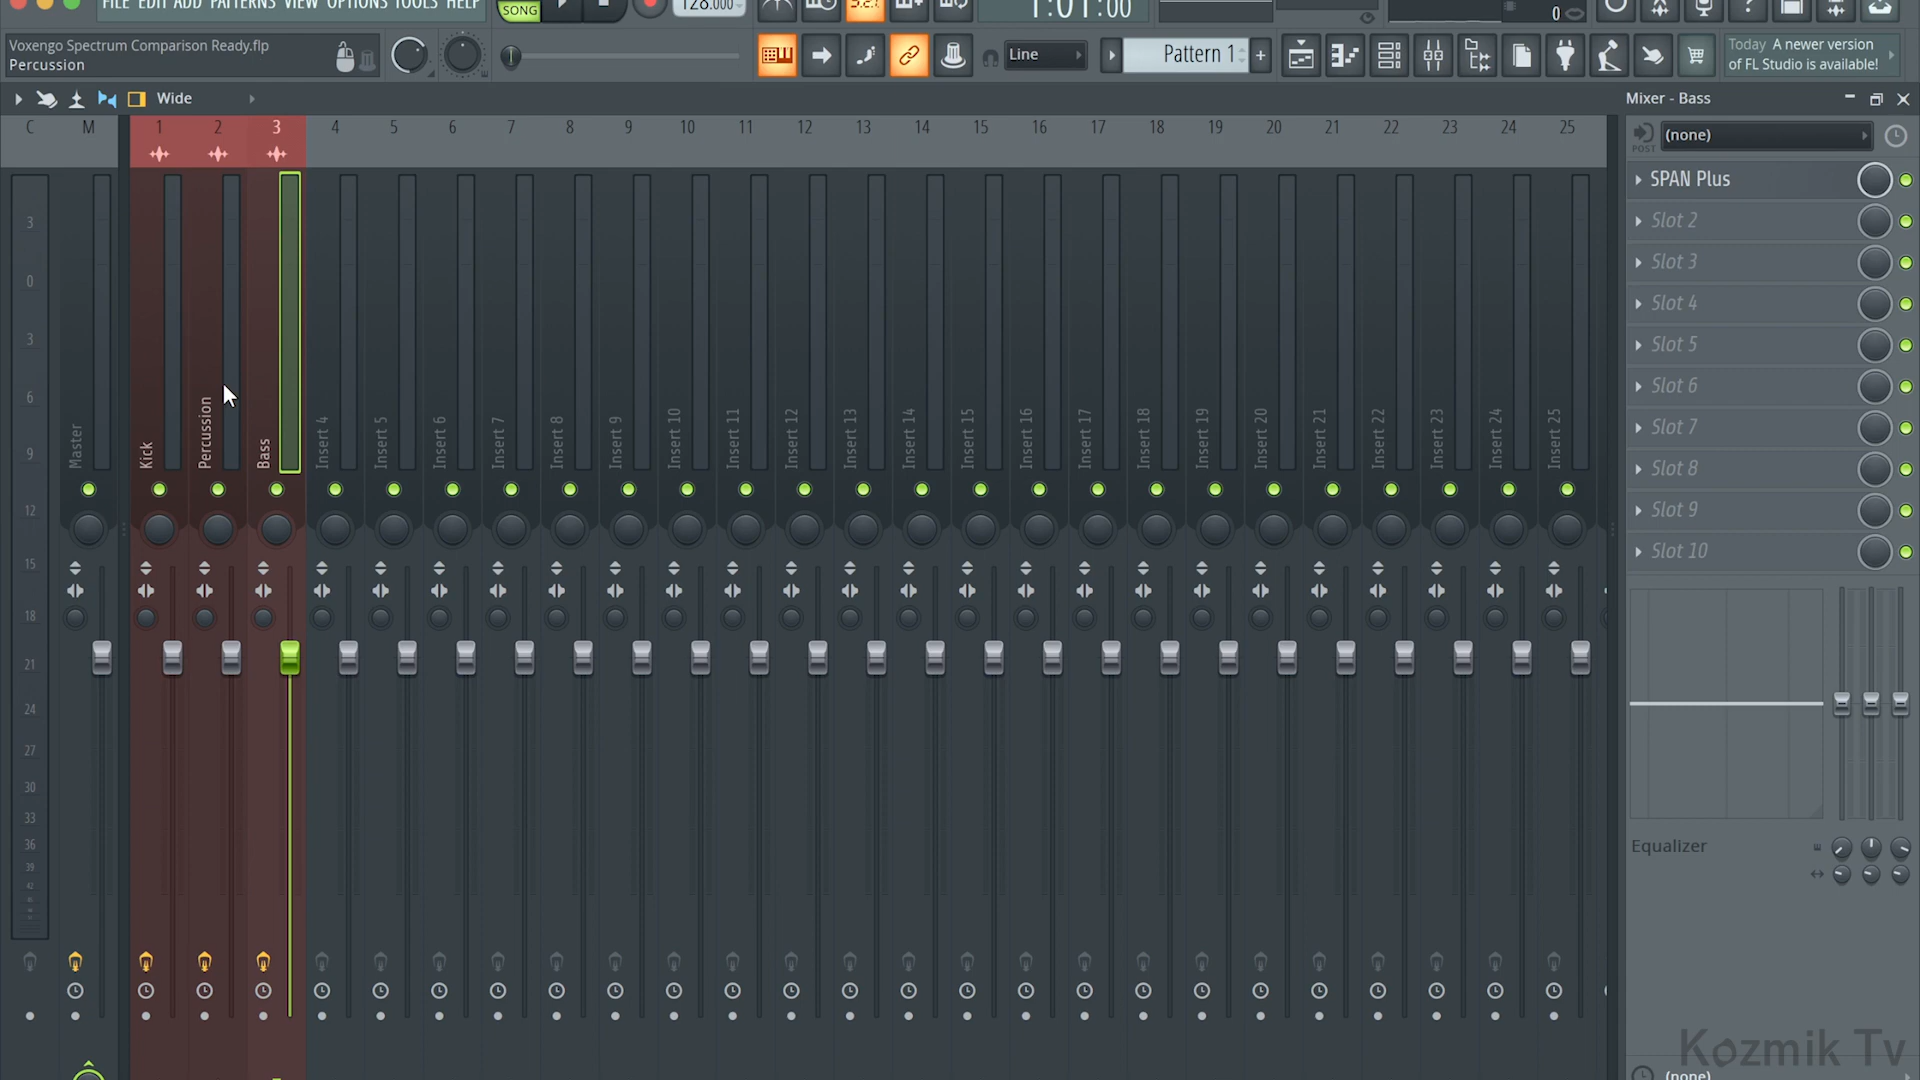 FILE EDIT ADD PATTERNS VIEW OPTIONS TOOLS HELP
SONG
128.000
1:01:00
0
Voxengo Spectrum Comparison Ready.flp
Percussion
Line
Pattern 1
+
Today A newer version
of FL Studio is available!
Wide
Mixer - Bass
C M 1 2 3 4 5 6 7 8 9 10 11 12 13 14 15 16 17 18 19 20 21 22 23 24 25
POST
(none)
SPAN Plus
Slot 2
Slot 3
Slot 4
Slot 5
Slot 6
Slot 7
Slot 8
Slot 9
Slot 10
3
0
3
6
9
12
15
18
21
24
27
30
33
36
39
42
Master
Kick
Percussion
Bass
Insert 4
Insert 5
Insert 6
Insert 7
Insert 8
Insert 9
Insert 10
Insert 11
Insert 12
Insert 13
Insert 14
Insert 15
Insert 16
Insert 17
Insert 18
Insert 19
Insert 20
Insert 21
Insert 22
Insert 23
Insert 24
Insert 25
Equalizer
Kozmik Tv
(none)